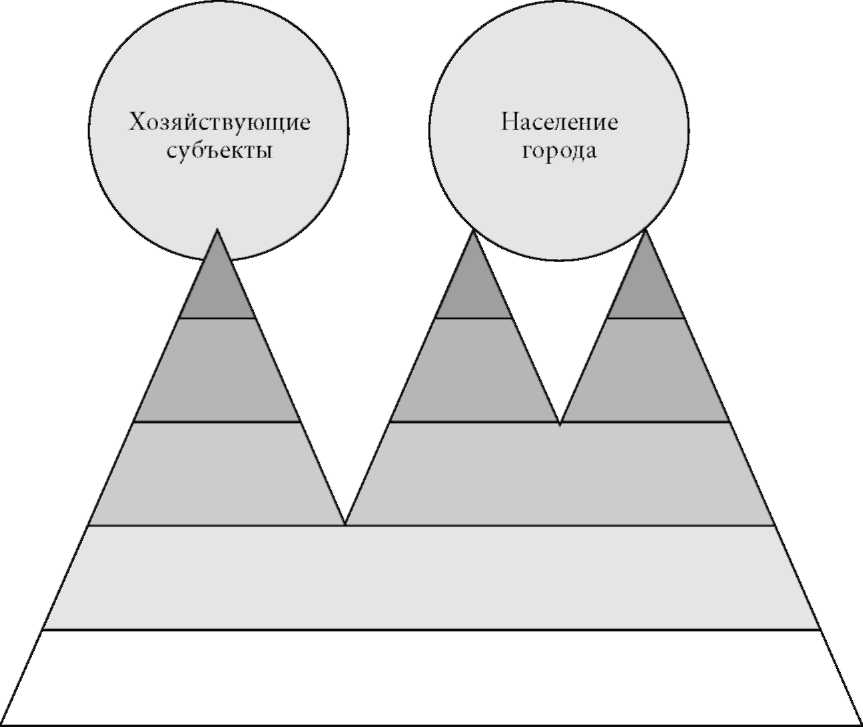 Хозяйствующие
субъекты
Население
города